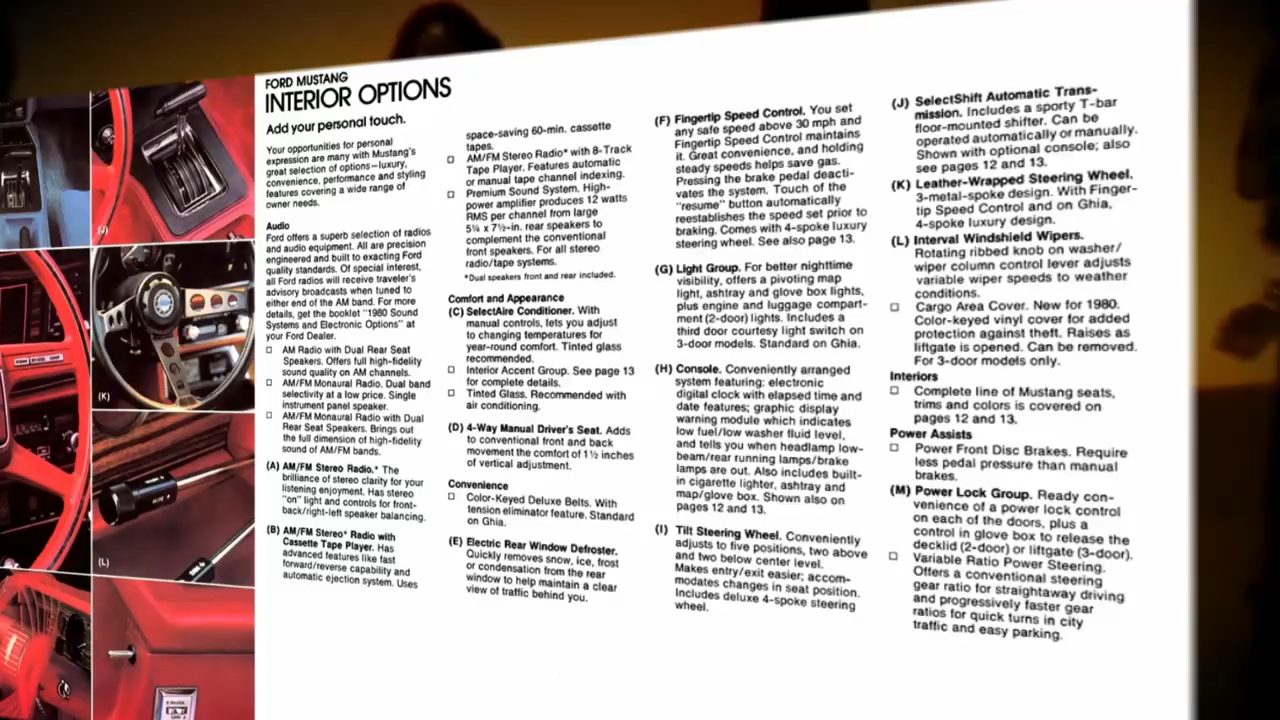 FORD MUSTANG
INTERIOR OPTIONS
Add your personal touch.
Your opportunities for personal
expression are many with Mustang's
great selection of options—luxury,
convenience, performance and styling
features covering a wide range of
owner needs.
Audio
Ford offers a superb selection of radios
and audio equipment. All are precision
engineered and built to exacting Ford
quality standards. Of special interest,
all Ford radios will receive traveler's
advisory broadcasts when tuned to
either end of the AM band. For more
details, get the booklet "1980 Sound
Systems and Electronic Options" at
your Ford Dealer.
AM Radio with Dual Rear Seat
Speakers. Offers full high-fidelity
sound quality on AM channels.
AM/FM Monaural Radio. Dual band
selectivity at a low price. Single
instrument panel speaker.
AM/FM Monaural Radio with Dual
Rear Seat Speakers. Brings out
the full dimension of high-fidelity
sound of AM/FM bands.
(A) AM/FM Stereo Radio.* The
brilliance of stereo clarity for your
listening enjoyment. Has stereo
"on" light and controls for front-
back/right-left speaker balancing.
(B) AM/FM Stereo* Radio with
Cassette Tape Player. Has
advanced features like fast
forward/reverse capability and
automatic ejection system. Uses
space-saving 60-min. cassette
tapes.
AM/FM Stereo Radio* with 8-Track
Tape Player. Features automatic
or manual tape channel indexing.
Premium Sound System. High-
power amplifier produces 12 watts
RMS per channel from large
5¼ x 7½-in. rear speakers to
complement the conventional
front speakers. For all stereo
radio/tape systems.
*Dual speakers front and rear included.
Comfort and Appearance
(C) SelectAire Conditioner. With
manual controls, lets you adjust
to changing temperatures for
year-round comfort. Tinted glass
recommended.
Interior Accent Group. See page 13
for complete details.
Tinted Glass. Recommended with
air conditioning.
(D) 4-Way Manual Driver's Seat. Adds
to conventional front and back
movement the comfort of 1½ inches
of vertical adjustment.
Convenience
Color-Keyed Deluxe Belts. With
tension eliminator feature. Standard
on Ghia.
(E) Electric Rear Window Defroster.
Quickly removes snow, ice, frost
or condensation from the rear
window to help maintain a clear
view of traffic behind you.
(F) Fingertip Speed Control. You set
any safe speed above 30 mph and
Fingertip Speed Control maintains
it. Great convenience, and holding
steady speeds helps save gas.
Pressing the brake pedal deacti-
vates the system. Touch of the
"resume" button automatically
reestablishes the speed set prior to
braking. Comes with 4-spoke luxury
steering wheel. See also page 13.
(G) Light Group. For better nighttime
visibility, offers a pivoting map
light, ashtray and glove box lights,
plus engine and luggage compart-
ment (2-door) lights. Includes a
third door courtesy light switch on
3-door models. Standard on Ghia.
(H) Console. Conveniently arranged
system featuring: electronic
digital clock with elapsed time and
date features; graphic display
warning module which indicates
low fuel/low washer fluid level,
and tells you when headlamp low-
beam/rear running lamps/brake
lamps are out. Also includes built-
in cigarette lighter, ashtray and
map/glove box. Shown also on
pages 12 and 13.
(I) Tilt Steering Wheel. Conveniently
adjusts to five positions, two above
and two below center level.
Makes entry/exit easier; accom-
modates changes in seat position.
Includes deluxe 4-spoke steering
wheel.
(J) SelectShift Automatic Trans-
mission. Includes a sporty T-bar
floor-mounted shifter. Can be
operated automatically or manually.
Shown with optional console; also
see pages 12 and 13.
(K) Leather-Wrapped Steering Wheel.
3-metal-spoke design. With Finger-
tip Speed Control and on Ghia,
4-spoke luxury design.
(L) Interval Windshield Wipers.
Rotating ribbed knob on washer/
wiper column control lever adjusts
variable wiper speeds to weather
conditions.
Cargo Area Cover. New for 1980.
Color-keyed vinyl cover for added
protection against theft. Raises as
liftgate is opened. Can be removed.
For 3-door models only.
Interiors
Complete line of Mustang seats,
trims and colors is covered on
pages 12 and 13.
Power Assists
Power Front Disc Brakes. Require
less pedal pressure than manual
brakes.
(M) Power Lock Group. Ready con-
venience of a power lock control
on each of the doors, plus a
control in glove box to release the
decklid (2-door) or liftgate (3-door).
Variable Ratio Power Steering.
Offers a conventional steering
gear ratio for straightaway driving
and progressively faster gear
ratios for quick turns in city
traffic and easy parking.
(J)
(K)
(L)